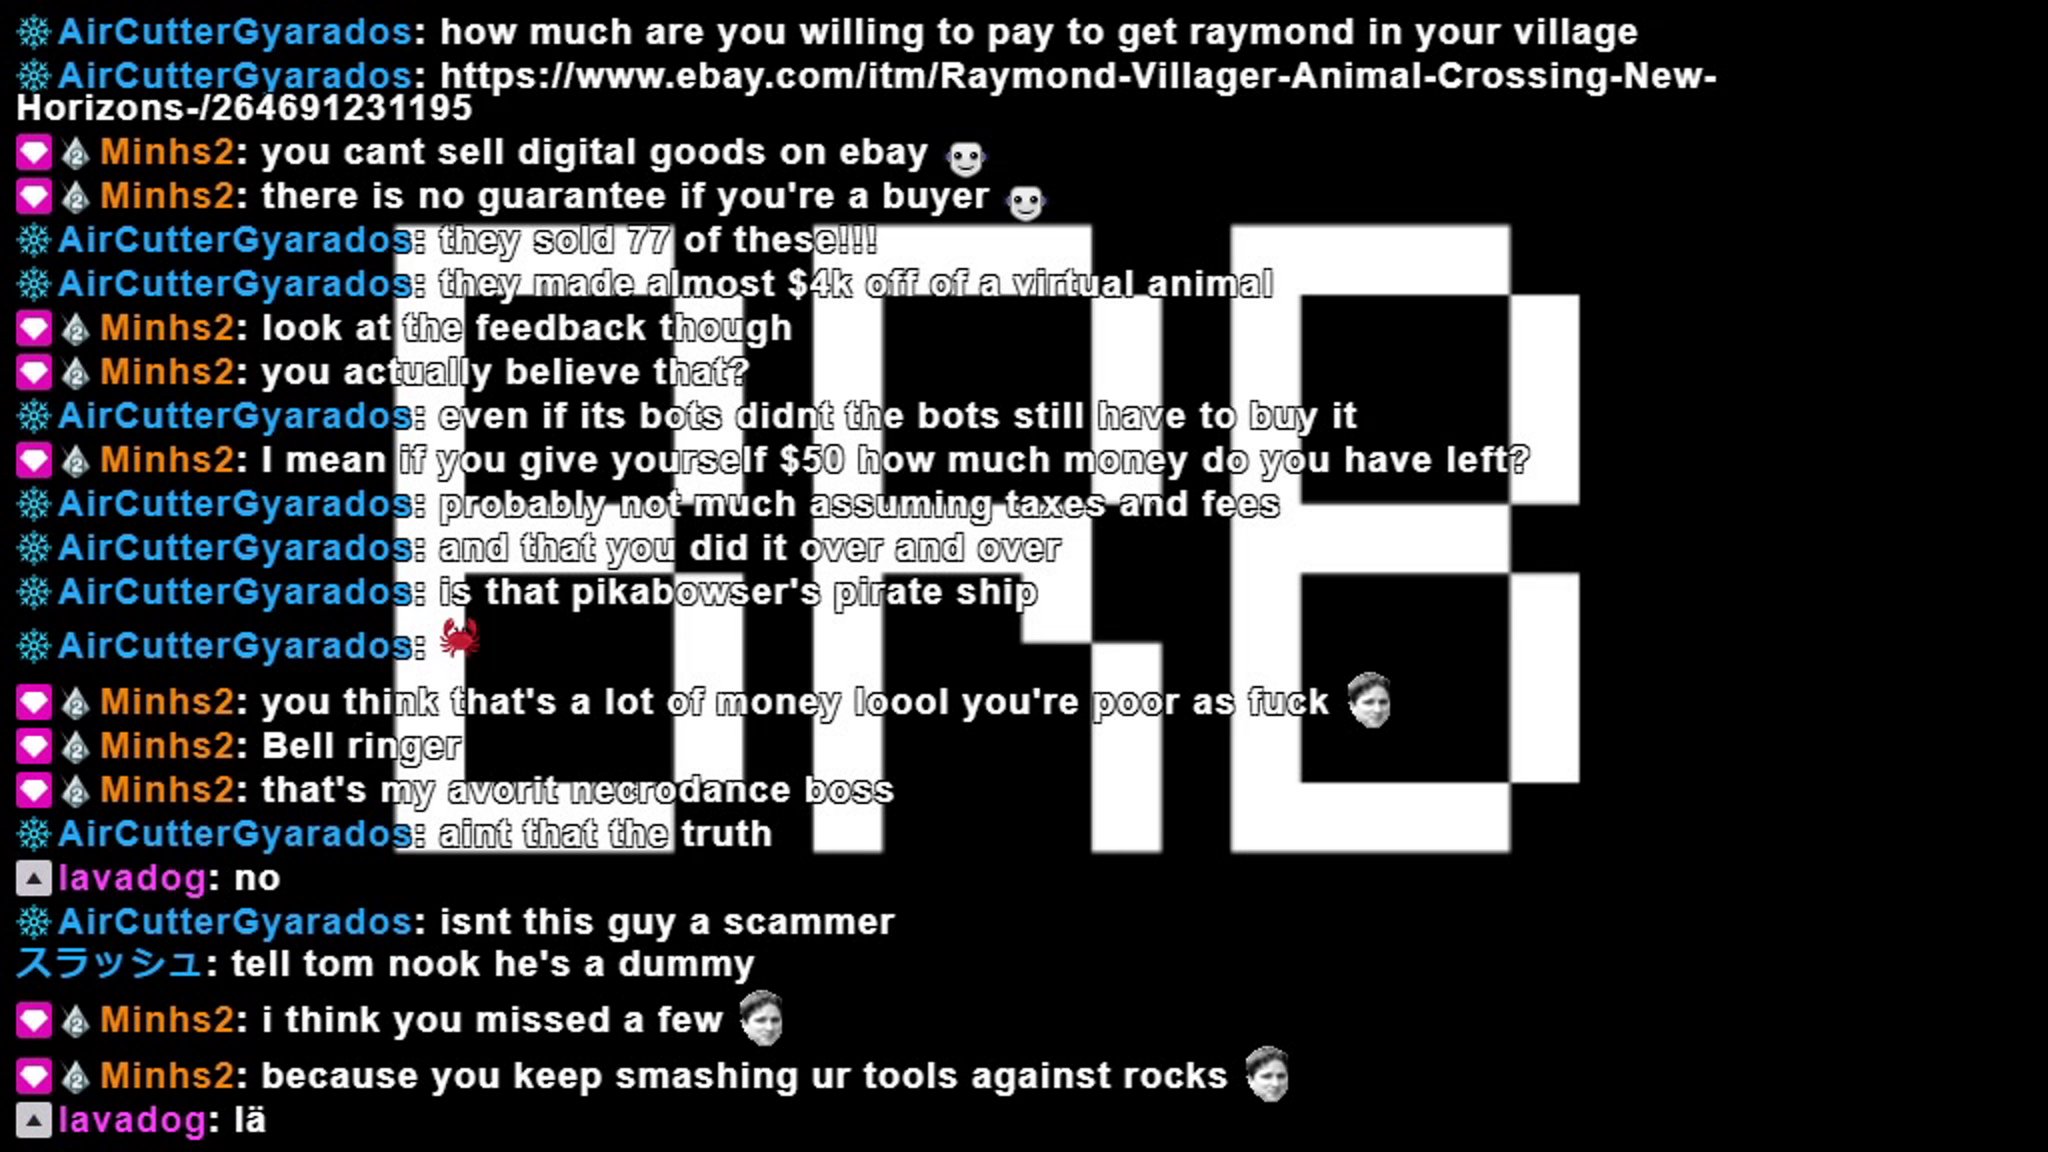 AirCutterGyarados: how much are you willing to pay to get raymond in your village
AirCutterGyarados: https://www.ebay.com/itm/Raymond-Villager-Animal-Crossing-New-
Horizons-/264691231195
Minhs2: you cant sell digital goods on ebay
Minhs2: there is no guarantee if you're a buyer
AirCutterGyarados: they sold 77 of these!!!
AirCutterGyarados: they made almost $4k off of a virtual animal
Minhs2: look at the feedback though
Minhs2: you actually believe that?
AirCutterGyarados: even if its bots didnt the bots still have to buy it
Minhs2: I mean if you give yourself $50 how much money do you have left?
AirCutterGyarados: probably not much assuming taxes and fees
AirCutterGyarados: and that you did it over and over
AirCutterGyarados: is that pikabowser's pirate ship
AirCutterGyarados:
Minhs2: you think that's a lot of money loool you're poor as fuck
Minhs2: Bell ringer
Minhs2: that's my avorit necrodance boss
AirCutterGyarados: aint that the truth
lavadog: no
AirCutterGyarados: isnt this guy a scammer
スラッシュ: tell tom nook he's a dummy
Minhs2: i think you missed a few
Minhs2: because you keep smashing ur tools against rocks
lavadog: lä
BRB